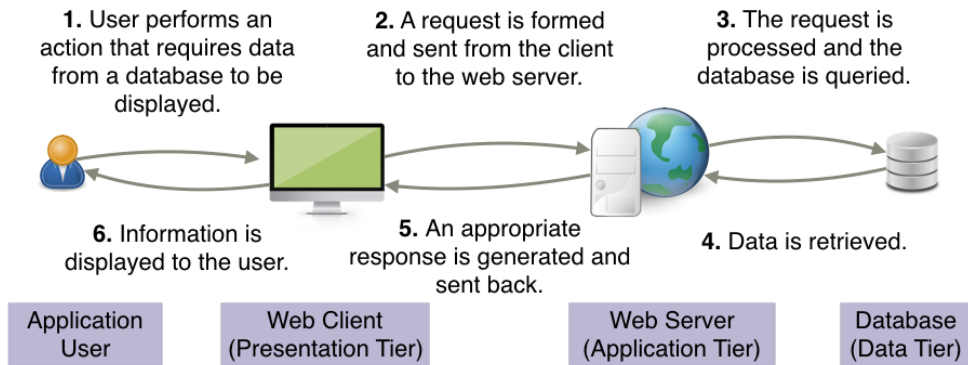 1. User performs an
action that requires data
from a database to be
displayed.
2. A request is formed
and sent from the client
to the web server.
3. The request is
processed and the
database is queried.
6. Information is
displayed to the user.
5. An appropriate
response is generated and
sent back.
4. Data is retrieved.
Application
User
Web Client
(Presentation Tier)
Web Server
(Application Tier)
Database
(Data Tier)